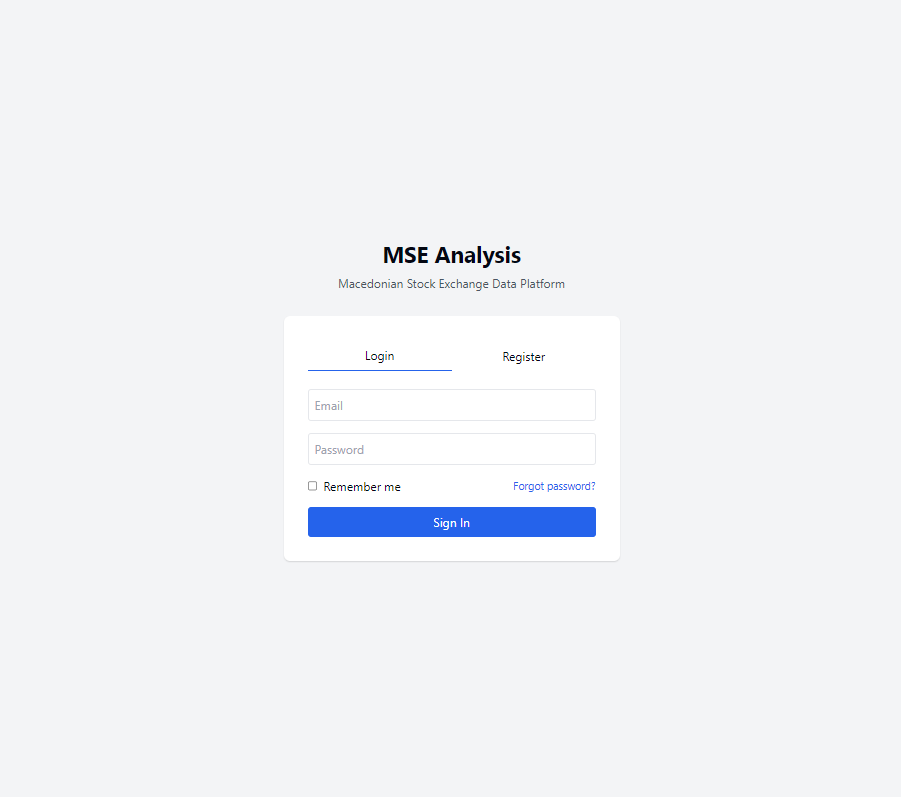 MSE Analysis
Macedonian Stock Exchange Data Platform
Login Register
Email
Password
Remember me Forgot password?
Sign In